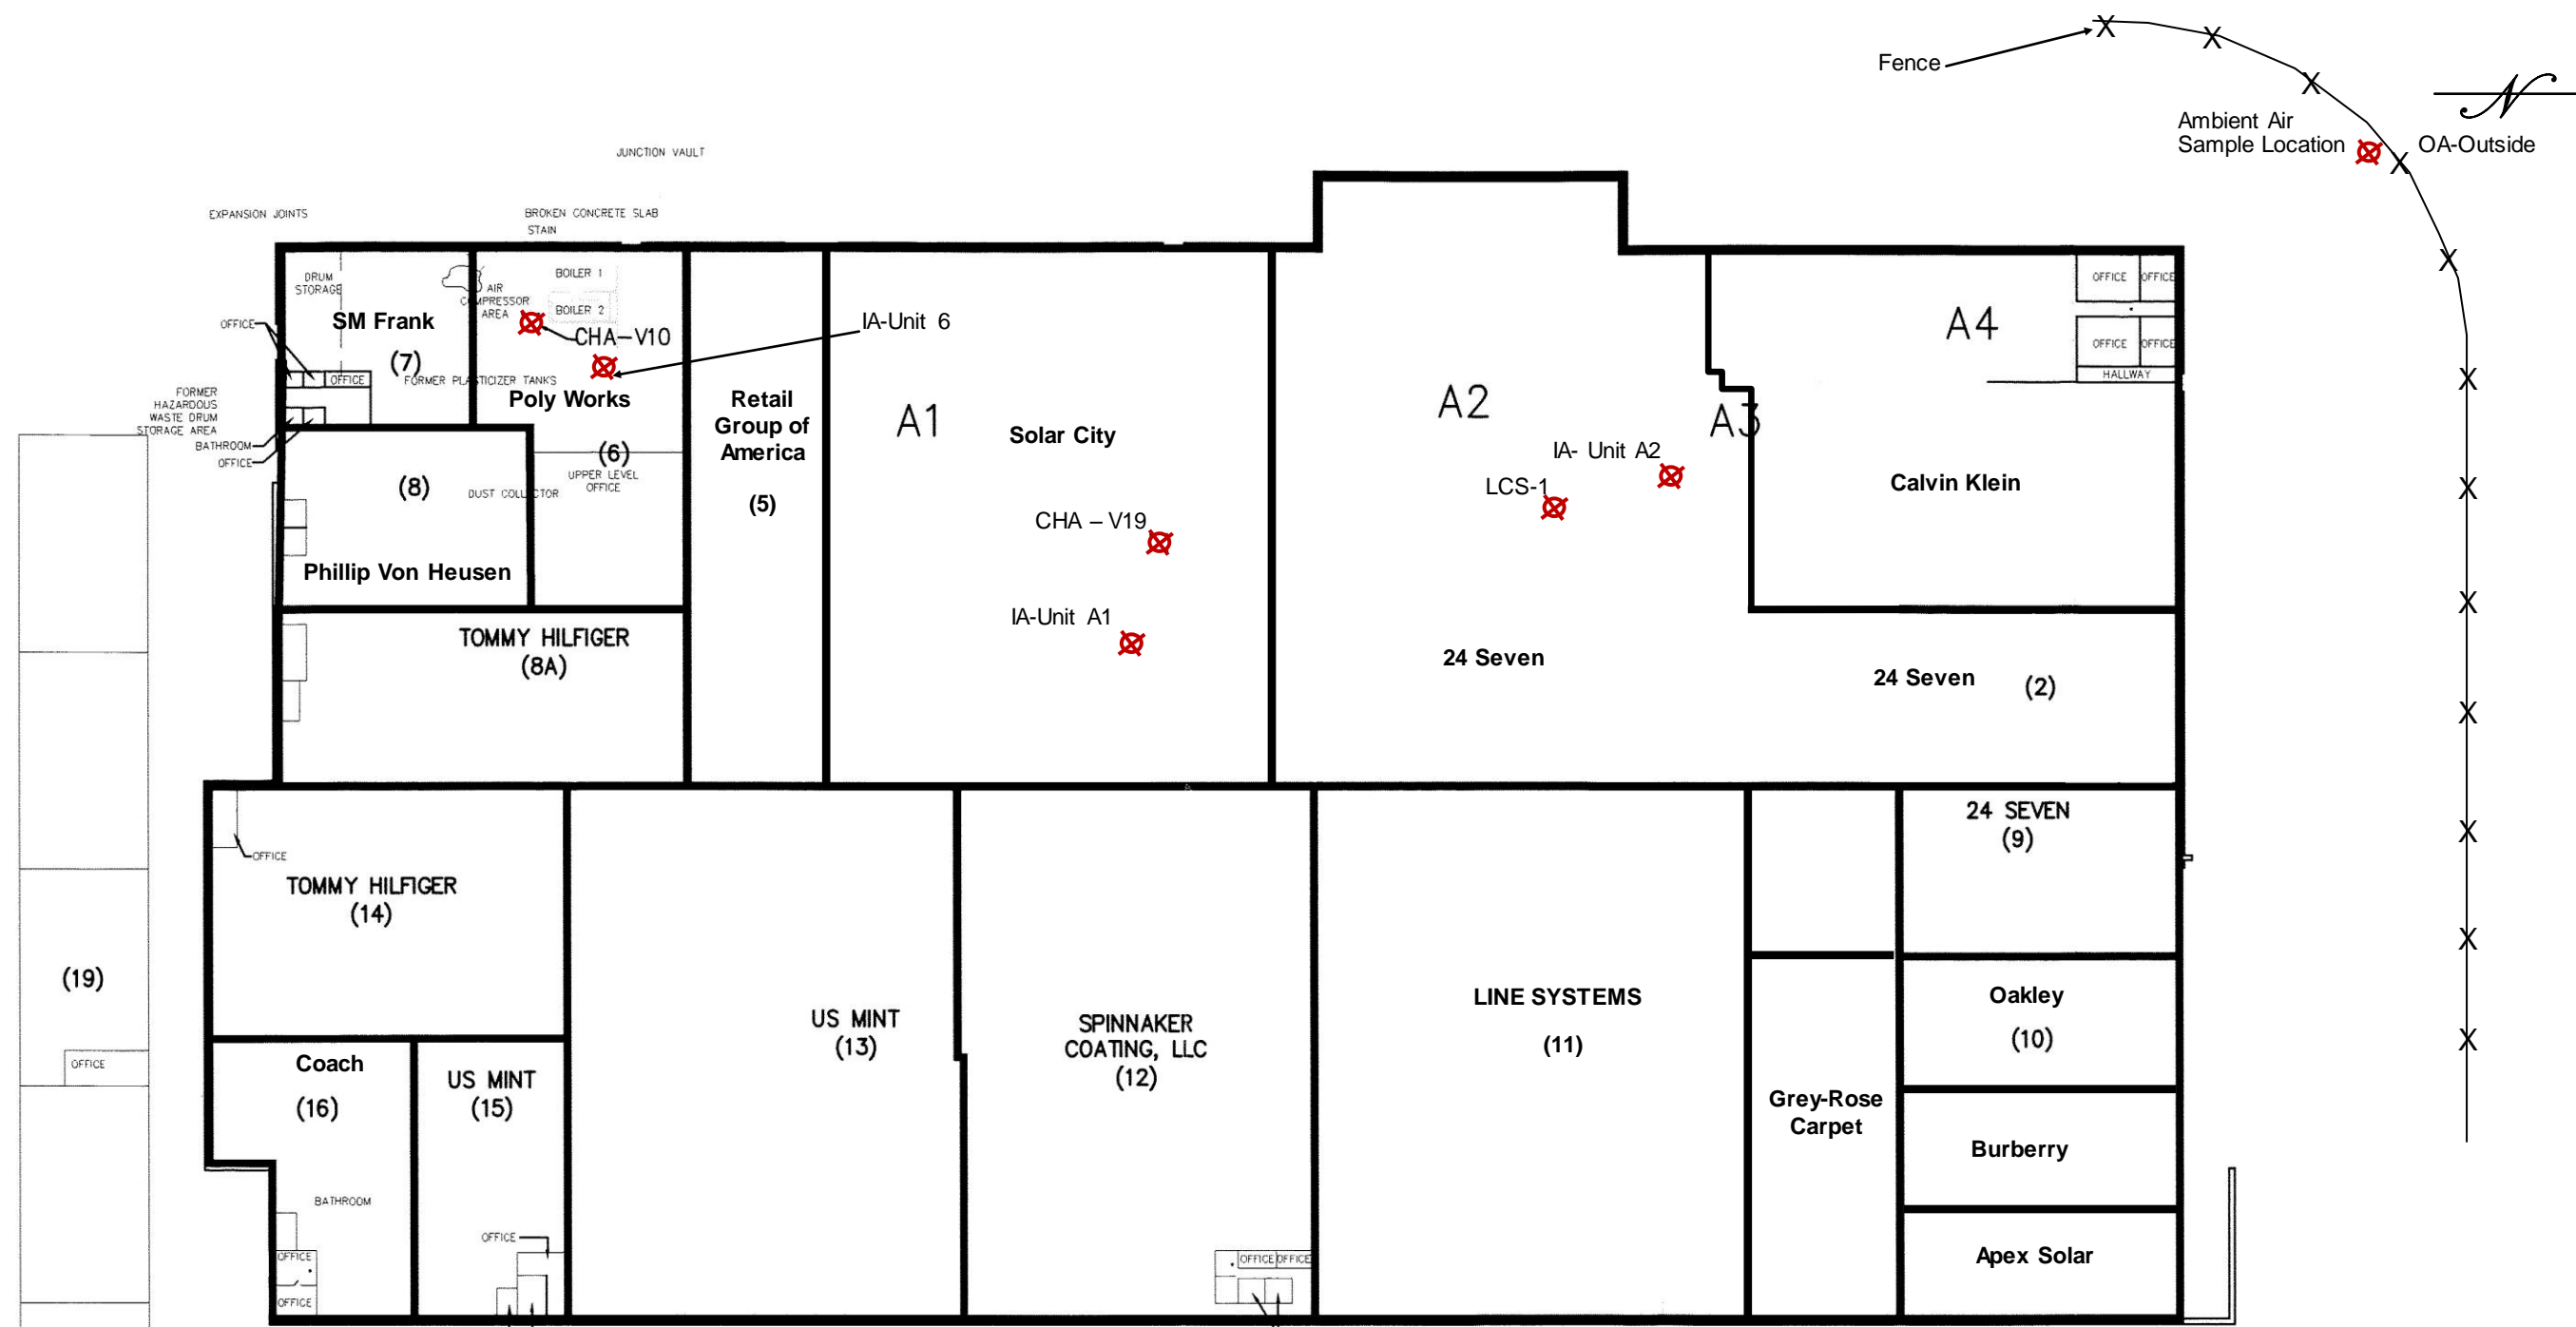 Fence
N
Ambient Air
Sample Location
OA-Outside
JUNCTION VAULT
EXPANSION JOINTS
BROKEN CONCRETE SLAB
STAIN
DRUM
STORAGE
AIR
COMPRESSOR
AREA
BOILER 1
BOILER 2
OFFICE
SM Frank
(7)
OFFICE
CHA-V10
IA-Unit 6
FORMER PLASTICIZER TANKS
Poly Works
(6)
UPPER LEVEL
OFFICE
FORMER
HAZARDOUS
WASTE DRUM
STORAGE AREA
BATHROOM
OFFICE
(8)
DUST COLLECTOR
Phillip Von Heusen
Retail
Group of
America
(5)
A1
Solar City
CHA – V19
IA-Unit A1
A2
A3
IA- Unit A2
LCS-1
24 Seven
A4
OFFICE
OFFICE
OFFICE
OFFICE
HALLWAY
Calvin Klein
24 Seven
(2)
TOMMY HILFIGER
(8A)
OFFICE
TOMMY HILFIGER
(14)
24 SEVEN
(9)
(19)
OFFICE
Coach
(16)
US MINT
(15)
US MINT
(13)
SPINNAKER
COATING, LLC
(12)
LINE SYSTEMS
(11)
Oakley
(10)
Grey-Rose
Carpet
Burberry
Apex Solar
BATHROOM
OFFICE
OFFICE
OFFICE
OFFICE
OFFICE